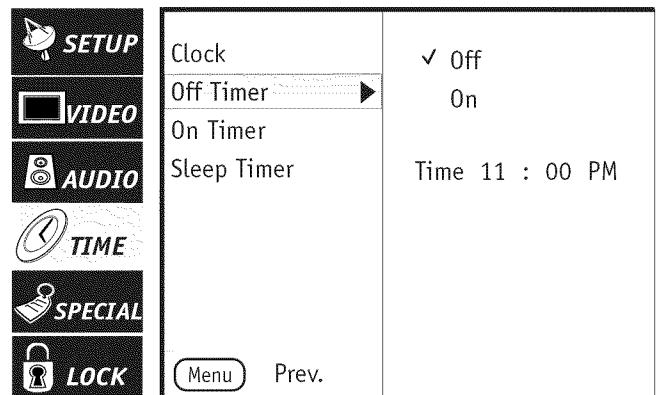 SETUP
VIDEO
AUDIO
TIME
SPECIAL
LOCK
Clock
Off Timer
On Timer
Sleep Timer
Menu Prev.
✓ Off
On
Time 11 : 00 PM